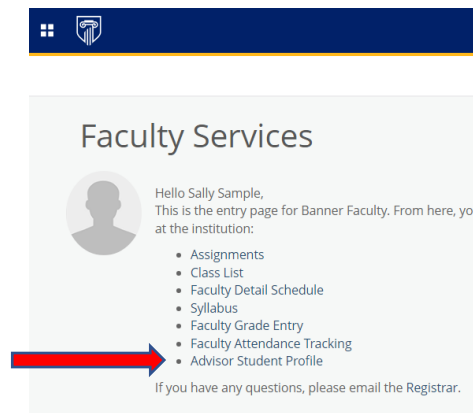 Faculty Services
Hello Sally Sample,
This is the entry page for Banner Faculty. From here, yo
at the institution:
Assignments
Class List
Faculty Detail Schedule
Syllabus
Faculty Grade Entry
Faculty Attendance Tracking
Advisor Student Profile
If you have any questions, please email the Registrar.